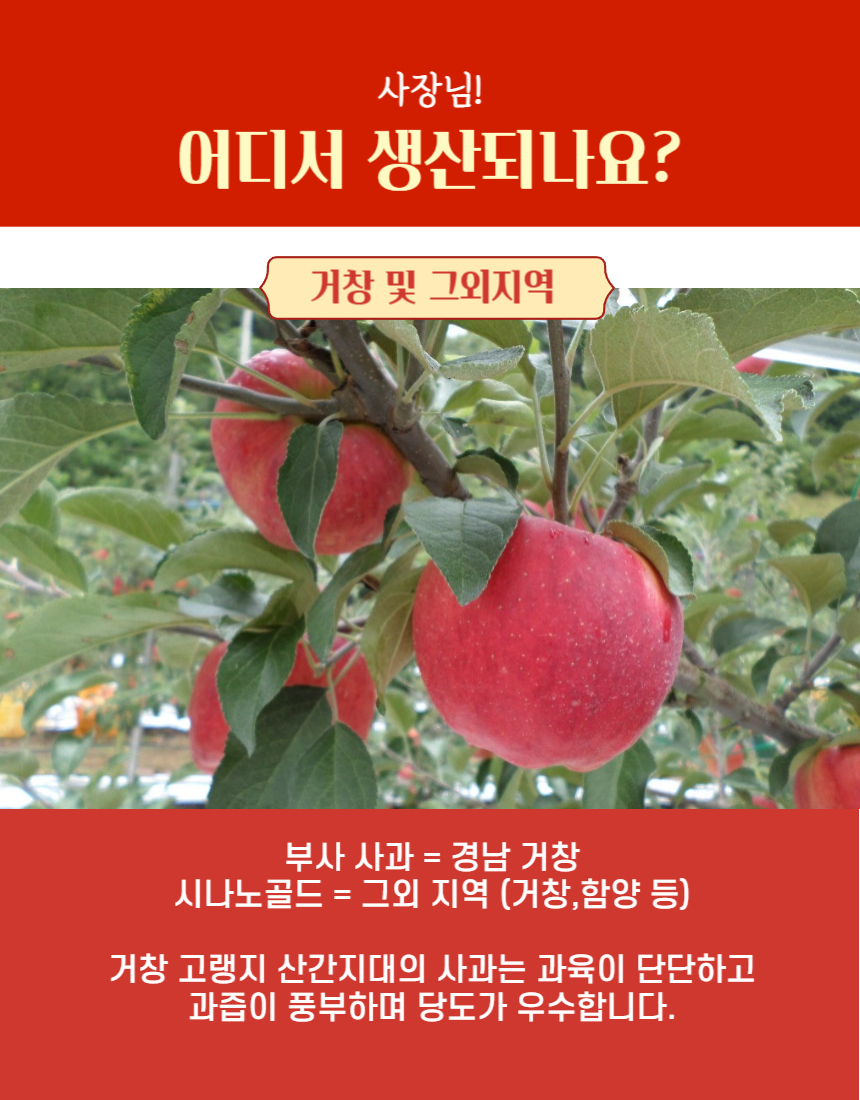 사장님!
어디서 생산되나요?
거창 및 그외지역
부사 사과 = 경남 거창
시나노골드 = 그외 지역 (거창,함양 등)
거창 고랭지 산간지대의 사과는 과육이 단단하고
과즙이 풍부하며 당도가 우수합니다.